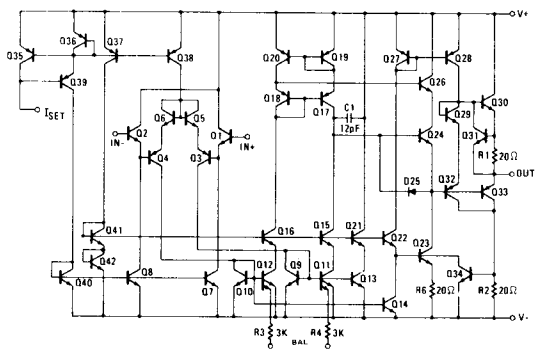 V+
Q36
Q35
Q37
Q38
Q20
Q19
Q27
Q28
Q39
Q26
Q18
Q17
Q30
ISET
Q6
Q5
C1
12pF
Q29
Q31
Q2
Q1
IN-
IN+
Q24
R1
20Ω
Q4
Q3
OUT
D25
Q32
Q33
Q41
Q16
Q15
Q21
Q22
Q23
Q42
Q8
Q12
Q9
Q11
Q13
Q34
Q40
Q7
Q10
Q14
R6
20Ω
R2
20Ω
R3
3K
R4
3K
V-
BAL